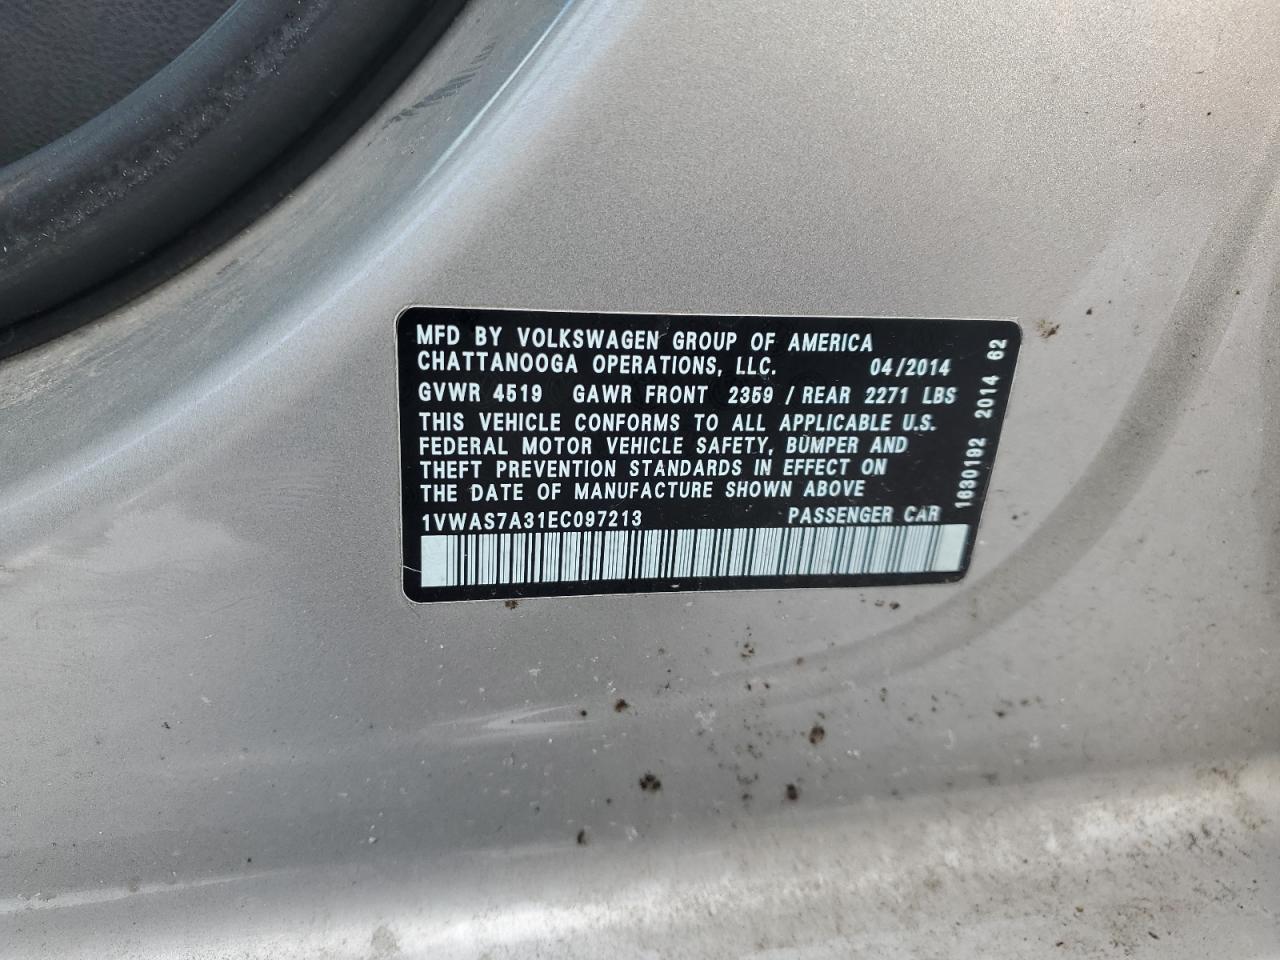 MFD BY VOLKSWAGEN GROUP OF AMERICA
CHATTANOOGA OPERATIONS, LLC. 04/2014
GVWR 4519 GAWR FRONT 2359 / REAR 2271 LBS
THIS VEHICLE CONFORMS TO ALL APPLICABLE U.S.
FEDERAL MOTOR VEHICLE SAFETY, BUMPER AND
THEFT PREVENTION STANDARDS IN EFFECT ON
THE DATE OF MANUFACTURE SHOWN ABOVE
1VWAS7A31EC097213 PASSENGER CAR
1630192 2014 62